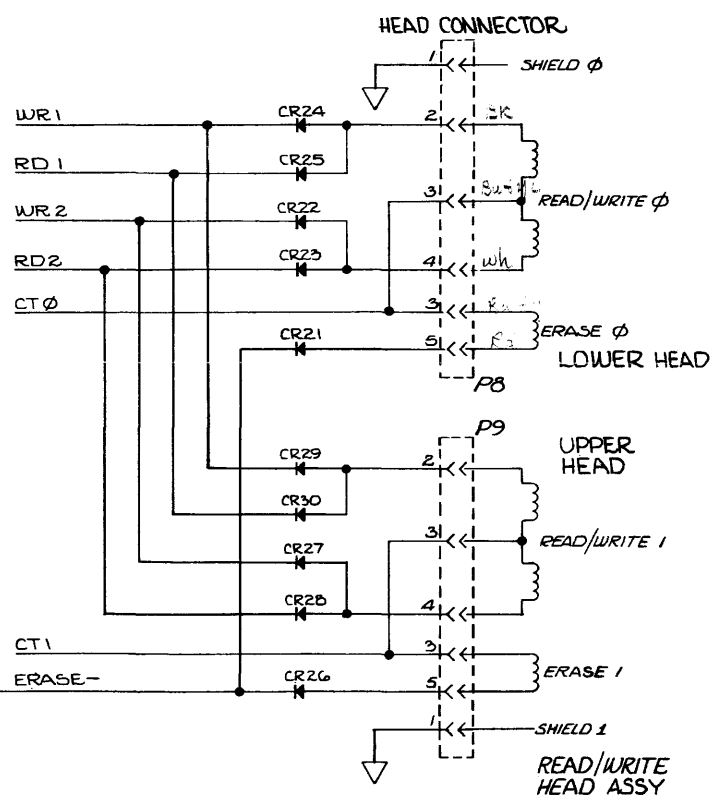 HEAD CONNECTOR
1
SHIELD Ø
WR1
CR24
2
BK
RD1
CR25
3
READ/WRITE Ø
WR2
CR22
RD2
CR23
4
Wh
CTØ
3
ERASE Ø
CR21
5
LOWER HEAD
P8
P9
UPPER
HEAD
CR29
2
CR30
3
READ/WRITE 1
CR27
CR28
4
CT1
3
ERASE 1
ERASE-
CR26
5
1
SHIELD 1
READ/WRITE
HEAD ASSY